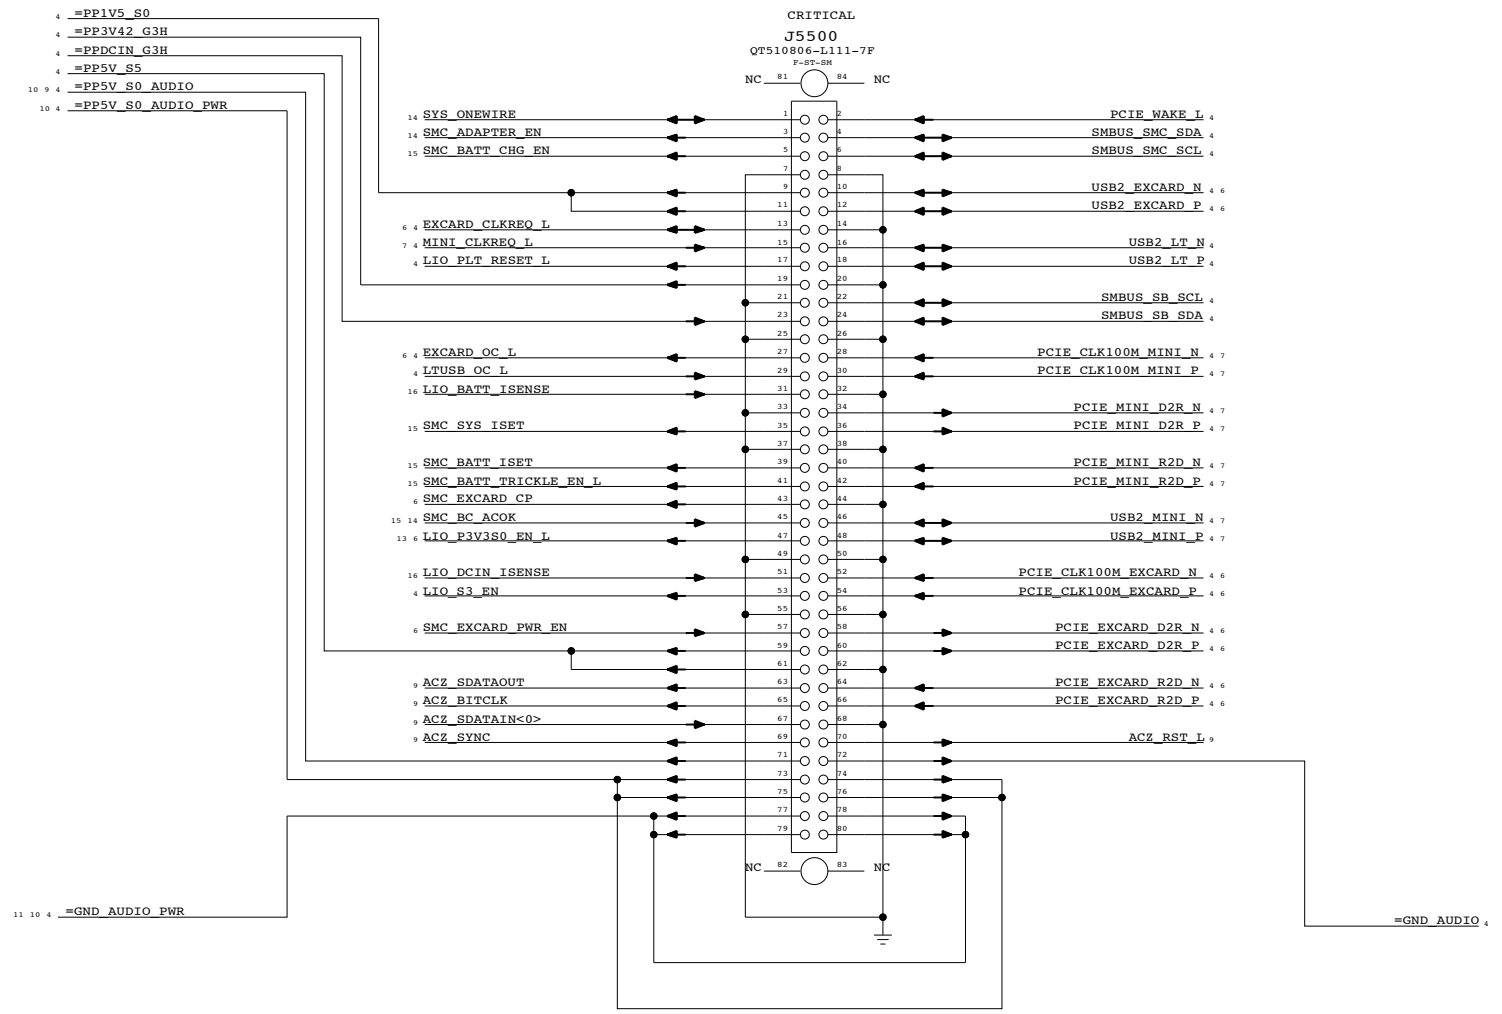 4 =PP1V5_S0
4 =PP3V42_G3H
4 =PPDCIN_G3H
4 =PP5V_S5
10 9 4 =PP5V_S0_AUDIO
10 4 =PP5V_S0_AUDIO_PWR
CRITICAL
J5500
QT510806-L111-7F
F-ST-SM
NC 81 84 NC
14 SYS_ONEWIRE 1 2 PCIE_WAKE_L 4
14 SMC_ADAPTER_EN 3 4 SMBUS_SMC_SDA 4
15 SMC_BATT_CHG_EN 5 6 SMBUS_SMC_SCL 4
7 8
9 10 USB2_EXCARD_N 4 6
11 12 USB2_EXCARD_P 4 6
6 4 EXCARD_CLKREQ_L 13 14
7 4 MINI_CLKREQ_L 15 16 USB2_LT_N 4
4 LIO_PLT_RESET_L 17 18 USB2_LT_P 4
19 20
21 22 SMBUS_SB_SCL 4
23 24 SMBUS_SB_SDA 4
25 26
6 4 EXCARD_OC_L 27 28 PCIE_CLK100M_MINI_N 4 7
4 LTUSB_OC_L 29 30 PCIE_CLK100M_MINI_P 4 7
16 LIO_BATT_ISENSE 31 32
33 34 PCIE_MINI_D2R_N 4 7
15 SMC_SYS_ISET 35 36 PCIE_MINI_D2R_P 4 7
37 38
15 SMC_BATT_ISET 39 40 PCIE_MINI_R2D_N 4 7
15 SMC_BATT_TRICKLE_EN_L 41 42 PCIE_MINI_R2D_P 4 7
6 SMC_EXCARD_CP 43 44
15 14 SMC_BC_ACOK 45 46 USB2_MINI_N 4 7
13 6 LIO_P3V3S0_EN_L 47 48 USB2_MINI_P 4 7
49 50
16 LIO_DCIN_ISENSE 51 52 PCIE_CLK100M_EXCARD_N 4 6
4 LIO_S3_EN 53 54 PCIE_CLK100M_EXCARD_P 4 6
55 56
6 SMC_EXCARD_PWR_EN 57 58 PCIE_EXCARD_D2R_N 4 6
59 60 PCIE_EXCARD_D2R_P 4 6
61 62
9 ACZ_SDATAOUT 63 64 PCIE_EXCARD_R2D_N 4 6
9 ACZ_BITCLK 65 66 PCIE_EXCARD_R2D_P 4 6
9 ACZ_SDATAIN<0> 67 68
9 ACZ_SYNC 69 70 ACZ_RST_L 9
71 72
73 74
75 76
77 78
79 80
NC 82 83 NC
11 10 4 =GND_AUDIO_PWR
=GND_AUDIO 4